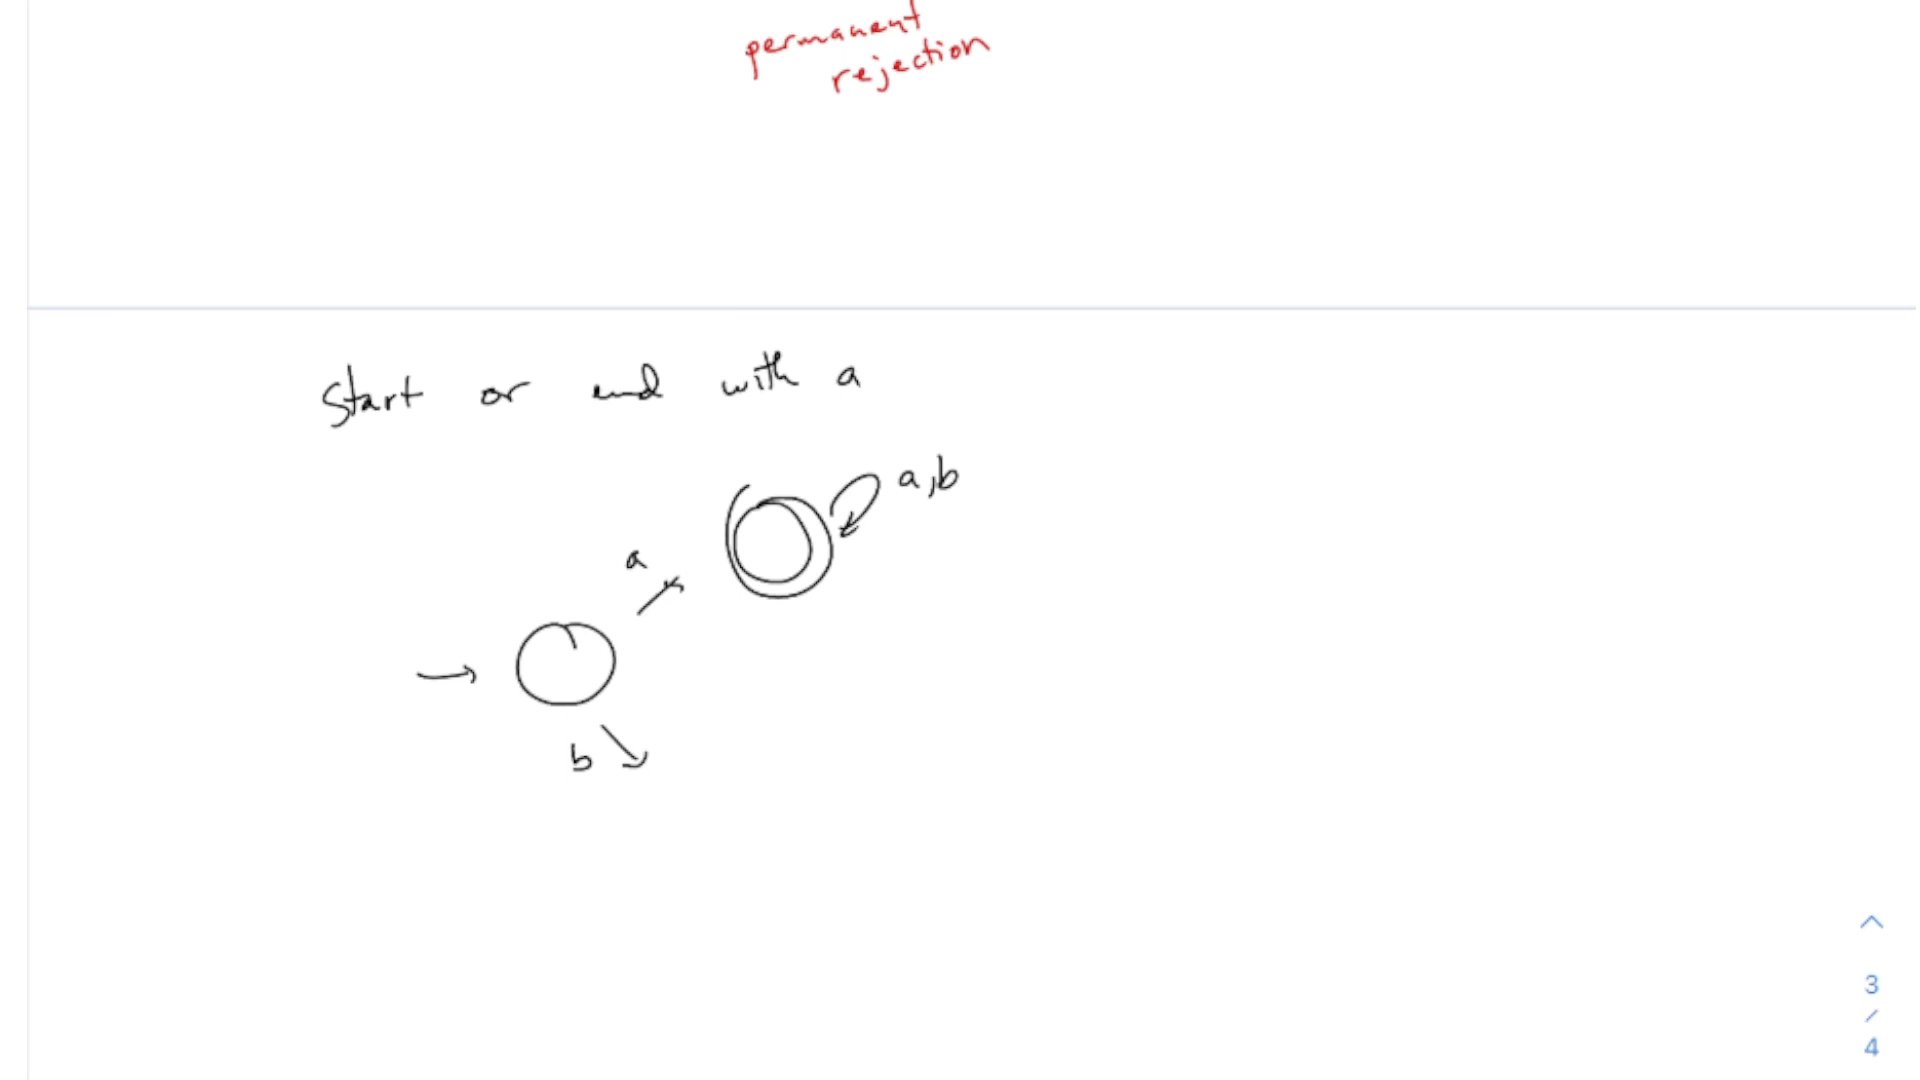 permanent
rejection
Start or end with a
a,b
a
b
3
/
4